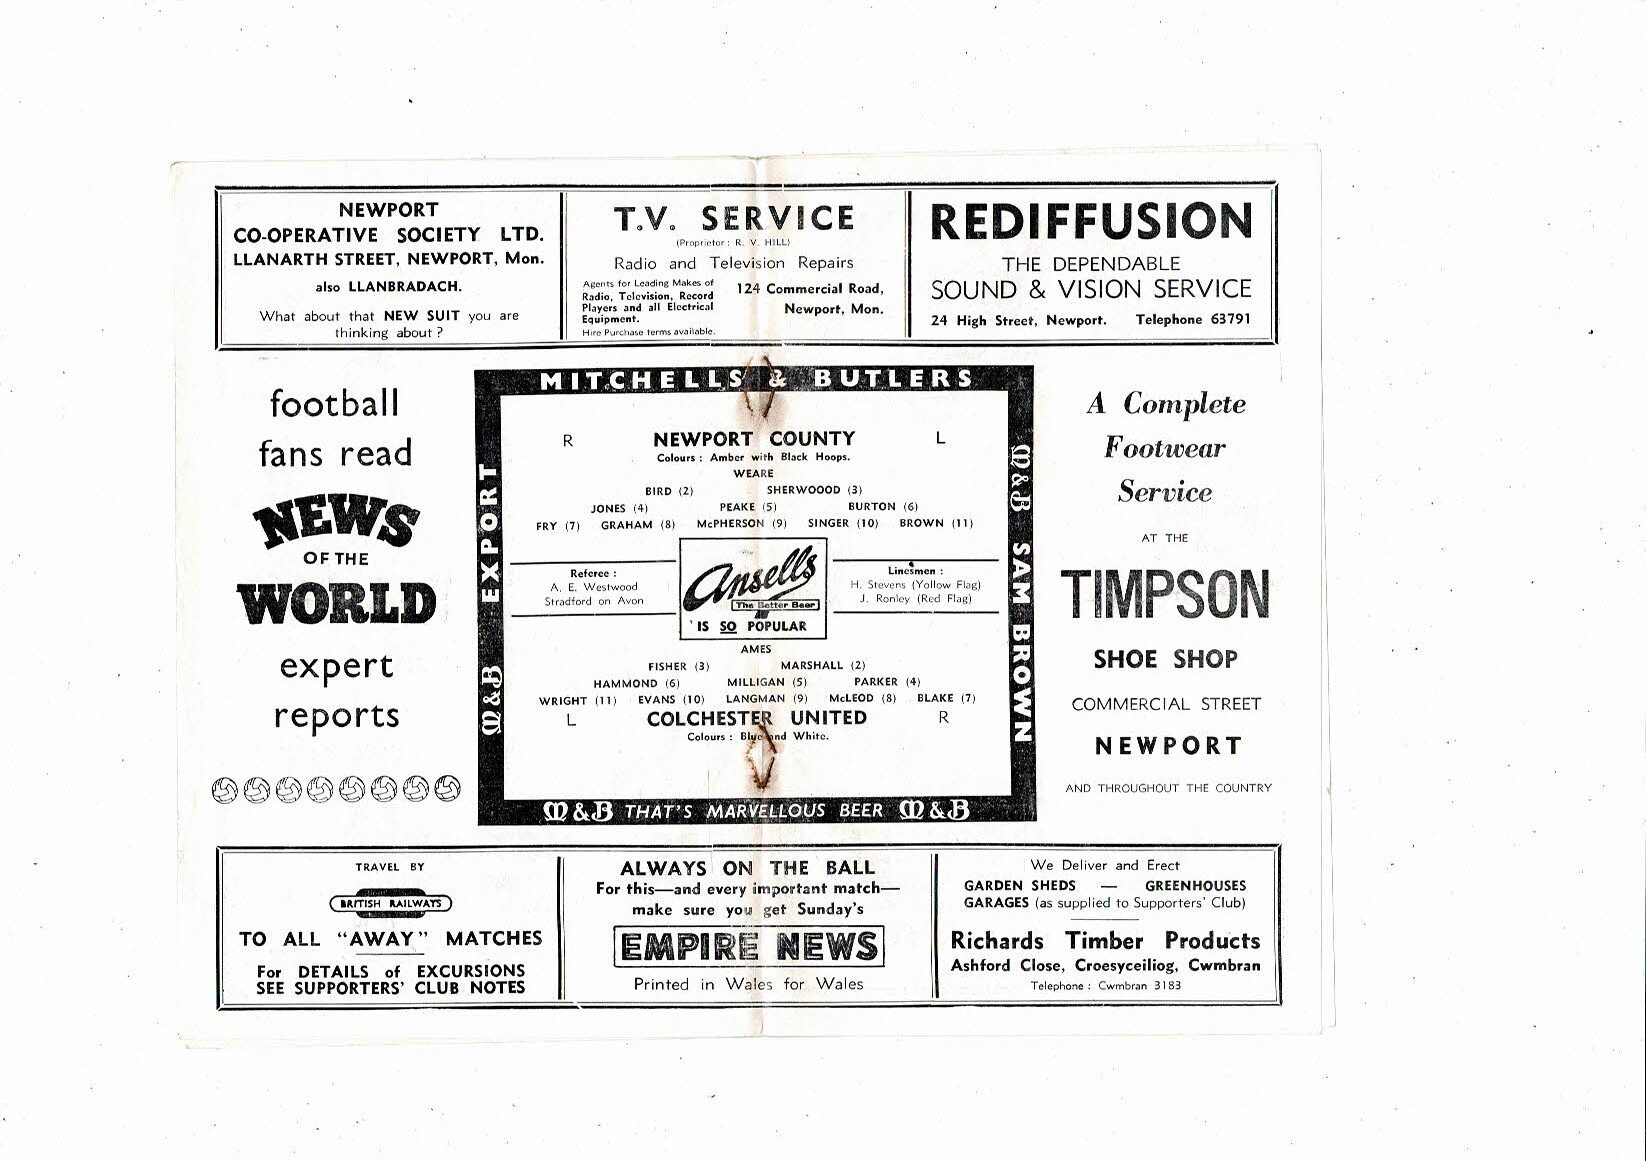 NEWPORT
CO-OPERATIVE SOCIETY LTD.
LLANARTH STREET, NEWPORT, Mon.
also LLANBRADACH.
What about that NEW SUIT you are
thinking about ?
T.V. SERVICE
(Proprietor : R. V. HILL)
Radio and Television Repairs
Agents for Leading Makes of
Radio, Television, Record
Players and all Electrical
Equipment.
Hire Purchase terms available.
124 Commercial Road,
Newport, Mon.
REDIFFUSION
THE DEPENDABLE
SOUND & VISION SERVICE
24 High Street, Newport. Telephone 63791
football
fans read
NEWS
OF THE
WORLD
expert
reports
MITCHELLS & BUTLERS
M&B EXPORT
R NEWPORT COUNTY L
Colours : Amber with Black Hoops.
WEARE
BIRD (2) SHERWOOOD (3)
JONES (4) PEAKE (5) BURTON (6)
FRY (7) GRAHAM (8) McPHERSON (9) SINGER (10) BROWN (11)
Referee :
A. E. Westwood
Stradford on Avon
Ansells
The Better Beer
IS SO POPULAR
Linesmen :
H. Stevens (Yollow Flag)
J. Ronley (Red Flag)
AMES
FISHER (3) MARSHALL (2)
HAMMOND (6) MILLIGAN (5) PARKER (4)
WRIGHT (11) EVANS (10) LANGMAN (9) McLEOD (8) BLAKE (7)
L COLCHESTER UNITED R
Colours : Blue and White.
M&B SAM BROWN
M&B THAT'S MARVELLOUS BEER M&B
A Complete
Footwear
Service
AT THE
TIMPSON
SHOE SHOP
COMMERCIAL STREET
NEWPORT
AND THROUGHOUT THE COUNTRY
TRAVEL BY
BRITISH RAILWAYS
TO ALL "AWAY" MATCHES
For DETAILS of EXCURSIONS
SEE SUPPORTERS' CLUB NOTES
ALWAYS ON THE BALL
For this—and every important match—
make sure you get Sunday's
EMPIRE NEWS
Printed in Wales for Wales
We Deliver and Erect
GARDEN SHEDS — GREENHOUSES
GARAGES (as supplied to Supporters' Club)
Richards Timber Products
Ashford Close, Croesyceiliog, Cwmbran
Telephone : Cwmbran 3183